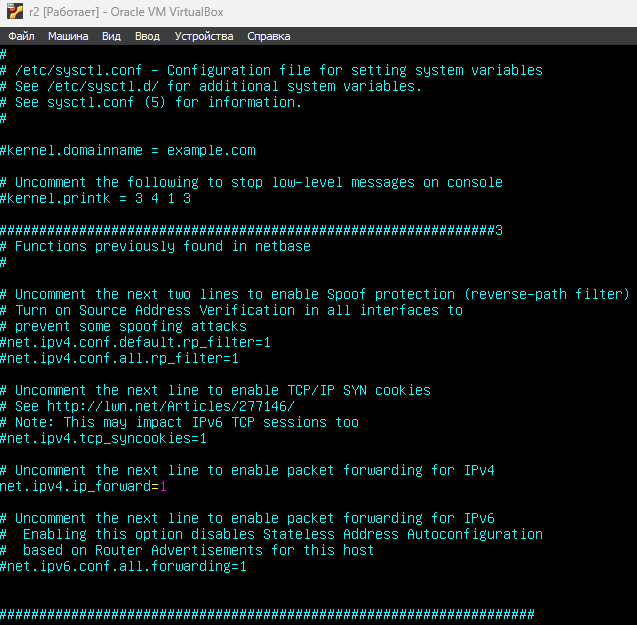 r2 [Работает] - Oracle VM VirtualBox
Файл Машина Вид Ввод Устройства Справка
#
# /etc/sysctl.conf - Configuration file for setting system variables
# See /etc/sysctl.d/ for additional system variables.
# See sysctl.conf (5) for information.
#
#kernel.domainname = example.com
# Uncomment the following to stop low-level messages on console
#kernel.printk = 3 4 1 3
##############################################################3
# Functions previously found in netbase
#
# Uncomment the next two lines to enable Spoof protection (reverse-path filter)
# Turn on Source Address Verification in all interfaces to
# prevent some spoofing attacks
#net.ipv4.conf.default.rp_filter=1
#net.ipv4.conf.all.rp_filter=1
# Uncomment the next line to enable TCP/IP SYN cookies
# See http://lwn.net/Articles/277146/
# Note: This may impact IPv6 TCP sessions too
#net.ipv4.tcp_syncookies=1
# Uncomment the next line to enable packet forwarding for IPv4
net.ipv4.ip_forward=1
# Uncomment the next line to enable packet forwarding for IPv6
#  Enabling this option disables Stateless Address Autoconfiguration
#  based on Router Advertisements for this host
#net.ipv6.conf.all.forwarding=1
###################################################################